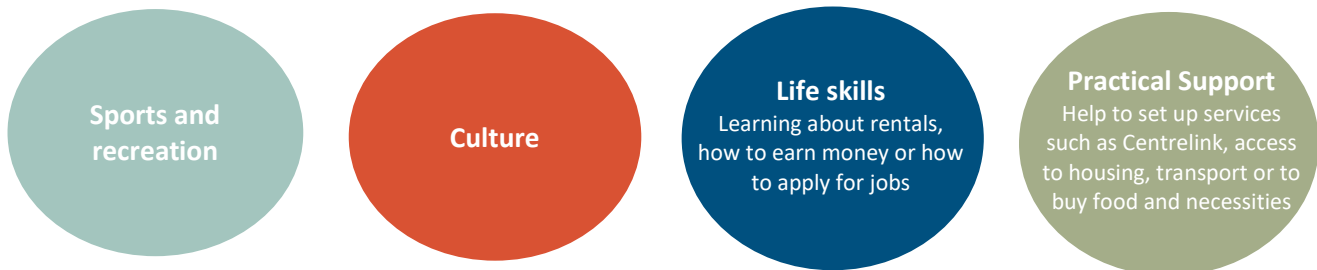 Sports and
recreation
Culture
Life skills
Learning about rentals,
how to earn money or how
to apply for jobs
Practical Support
Help to set up services
such as Centrelink, access
to housing, transport or to
buy food and necessities